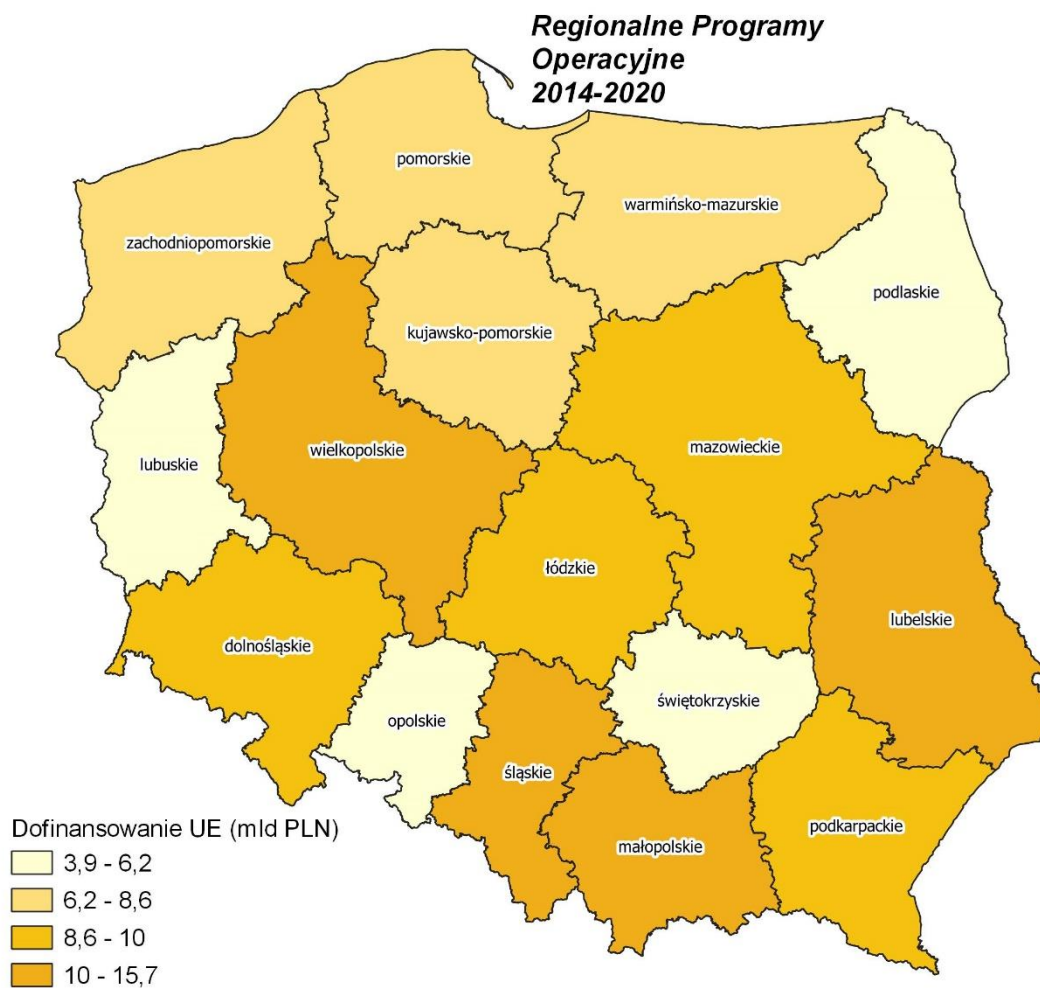 Regionalne Programy
Operacyjne
2014-2020
pomorskie
warmińsko-mazurskie
zachodniopomorskie
podlaskie
kujawsko-pomorskie
wielkopolskie
mazowieckie
lubuskie
łódzkie
lubelskie
dolnośląskie
świętokrzyskie
opolskie
śląskie
podkarpackie
małopolskie
Dofinansowanie UE (mld PLN)
3,9 - 6,2
6,2 - 8,6
8,6 - 10
10 - 15,7